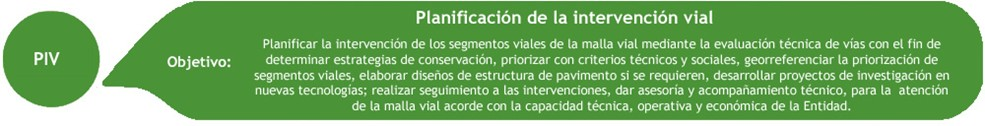 Planificación de la intervención vial
PIV
Objetivo:
Planificar la intervención de los segmentos viales de la malla vial mediante la evaluación técnica de vías con el fin de
determinar estrategias de conservación, priorizar con criterios técnicos y sociales, georreferenciar la priorización de
segmentos viales, elaborar diseños de estructura de pavimento si se requieren, desarrollar proyectos de investigación en
nuevas tecnologías; realizar seguimiento a las intervenciones, dar asesoría y acompañamiento técnico, para la atención
de la malla vial acorde con la capacidad técnica, operativa y económica de la Entidad.